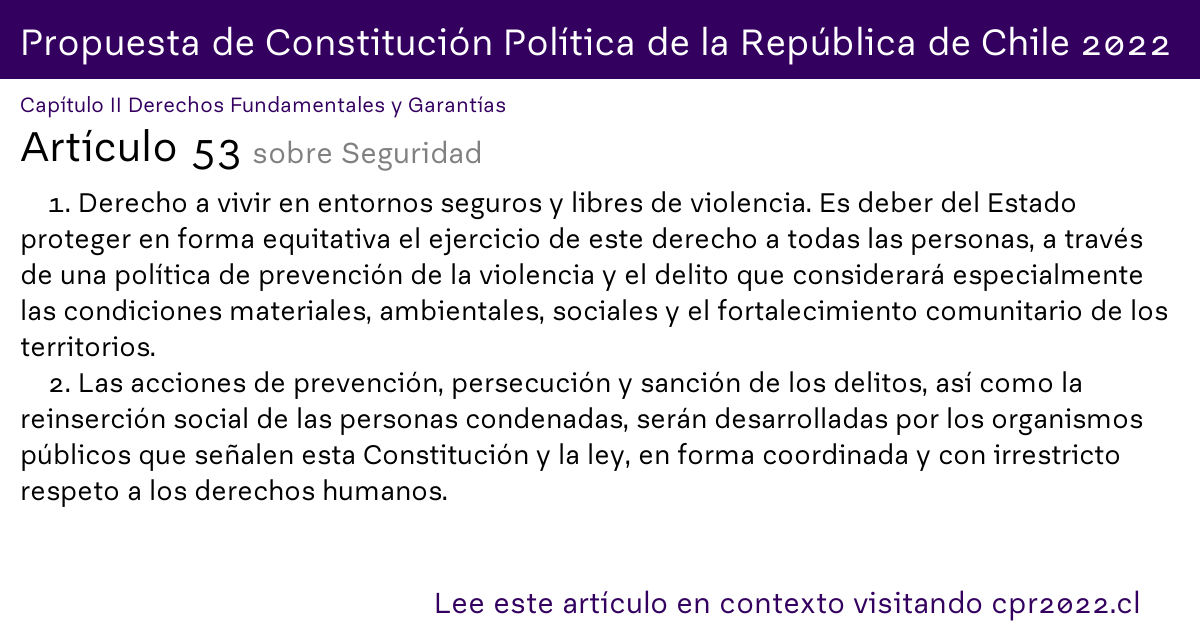 Propuesta de Constitución Política de la República de Chile 2022
Capítulo II Derechos Fundamentales y Garantías
Artículo 53 sobre Seguridad
1. Derecho a vivir en entornos seguros y libres de violencia. Es deber del Estado
proteger en forma equitativa el ejercicio de este derecho a todas las personas, a través
de una política de prevención de la violencia y el delito que considerará especialmente
las condiciones materiales, ambientales, sociales y el fortalecimiento comunitario de los
territorios.
2. Las acciones de prevención, persecución y sanción de los delitos, así como la
reinserción social de las personas condenadas, serán desarrolladas por los organismos
públicos que señalen esta Constitución y la ley, en forma coordinada y con irrestricto
respeto a los derechos humanos.
Lee este artículo en contexto visitando cpr2022.cl